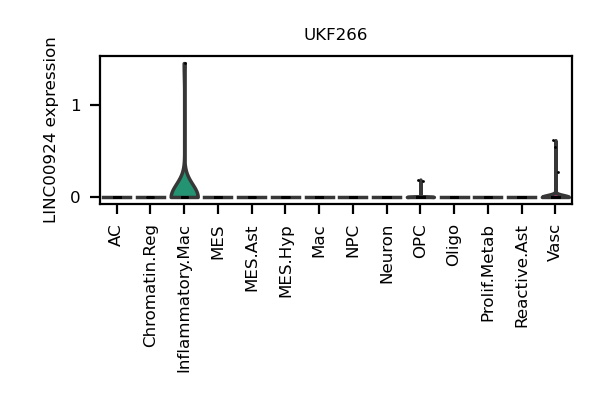 UKF266
LINC00924 expression
1
0
AC
Chromatin.Reg
Inflammatory.Mac
MES
MES.Ast
MES.Hyp
Mac
NPC
Neuron
OPC
Oligo
Prolif.Metab
Reactive.Ast
Vasc